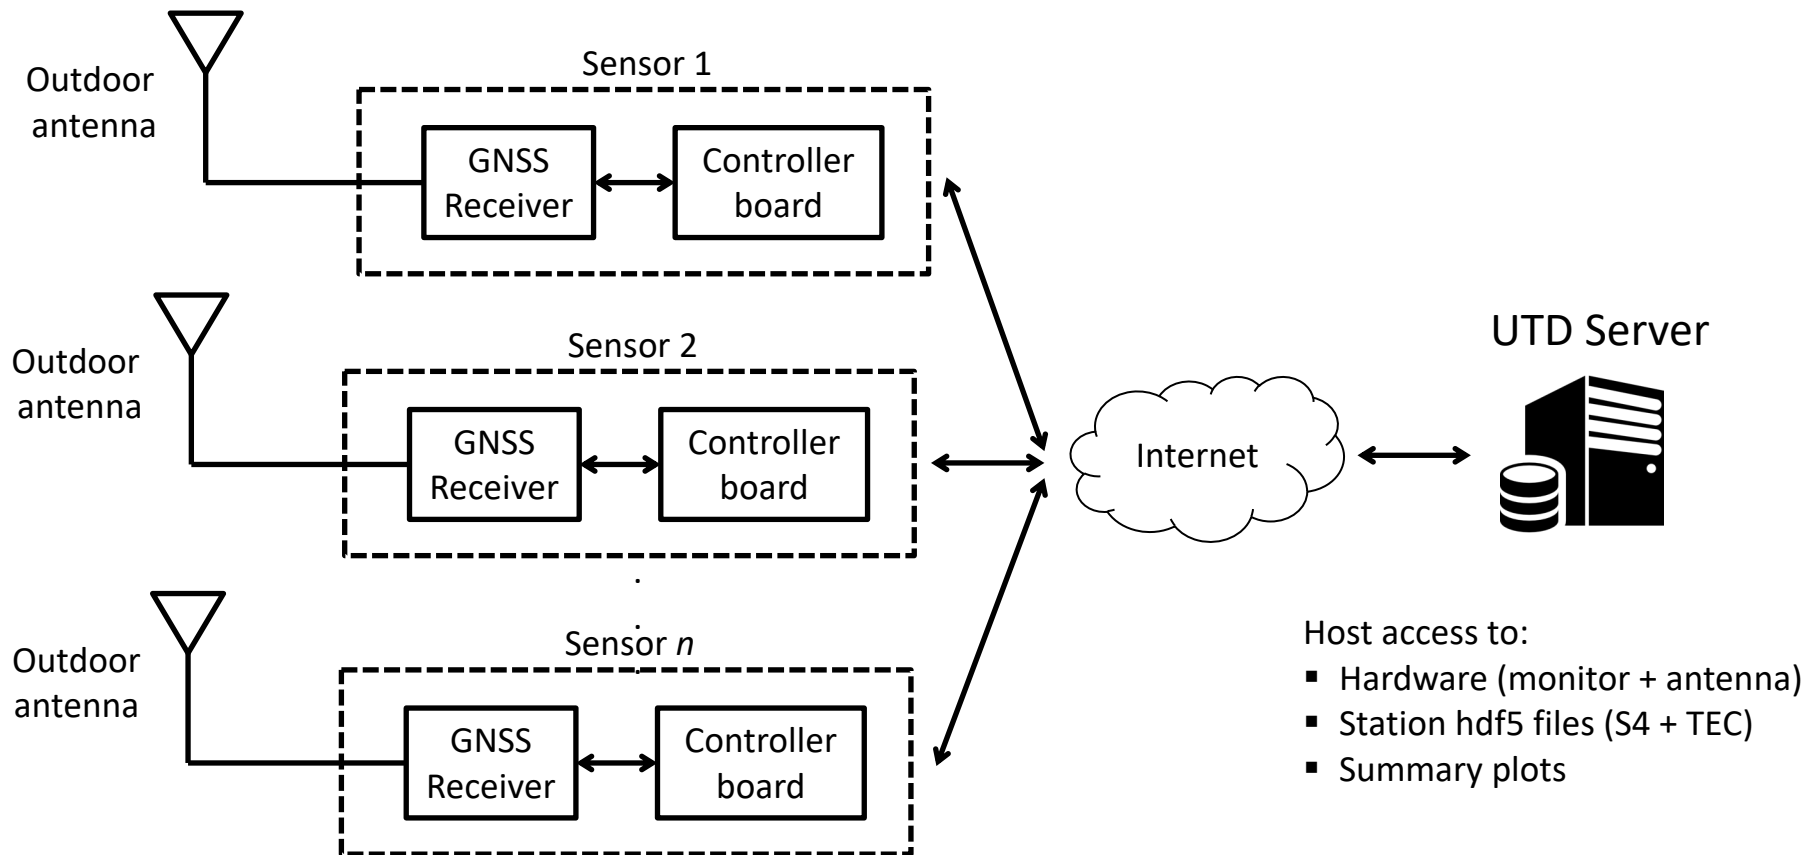 Outdoor
antenna
Sensor 1
GNSS
Receiver
Controller
board
Outdoor
antenna
Sensor 2
GNSS
Receiver
Controller
board
Outdoor
antenna
Sensor n
GNSS
Receiver
Controller
board
Internet
UTD Server
Host access to:
▪ Hardware (monitor + antenna)
▪ Station hdf5 files (S4 + TEC)
▪ Summary plots